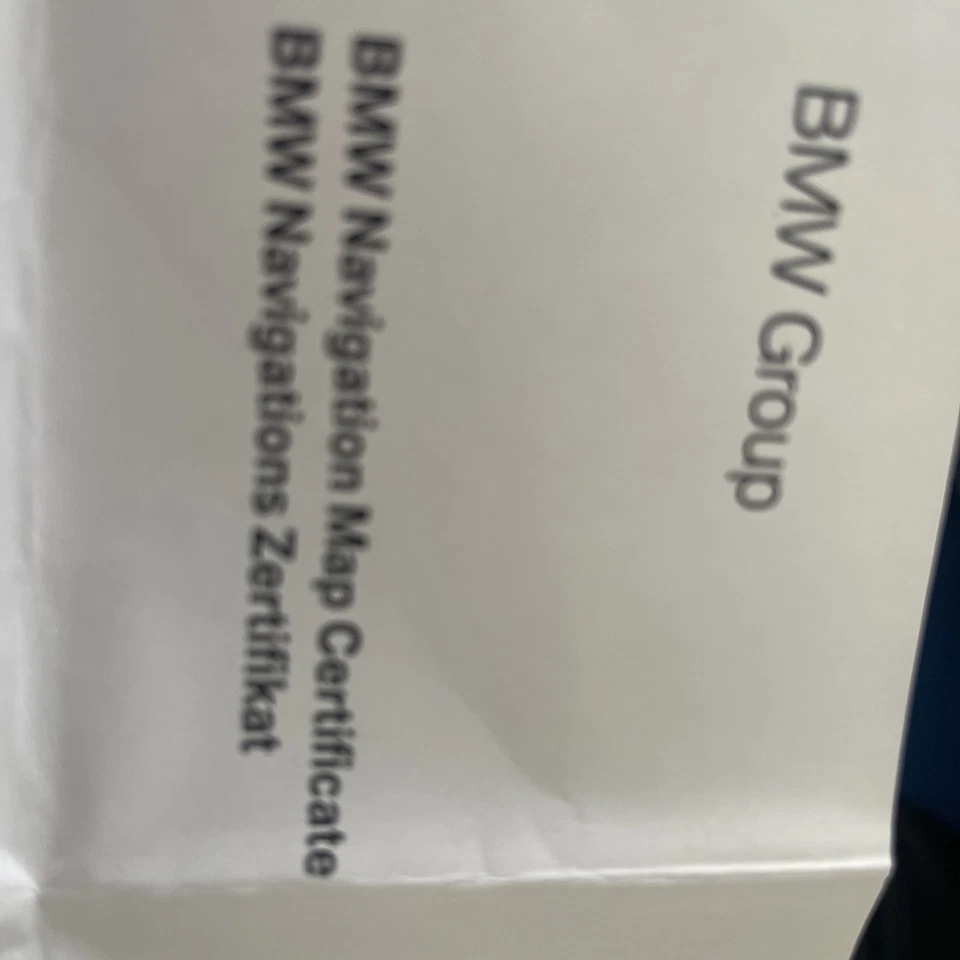 BMW Group
BMW Navigation Map Certificate
BMW Navigations Zertifikat